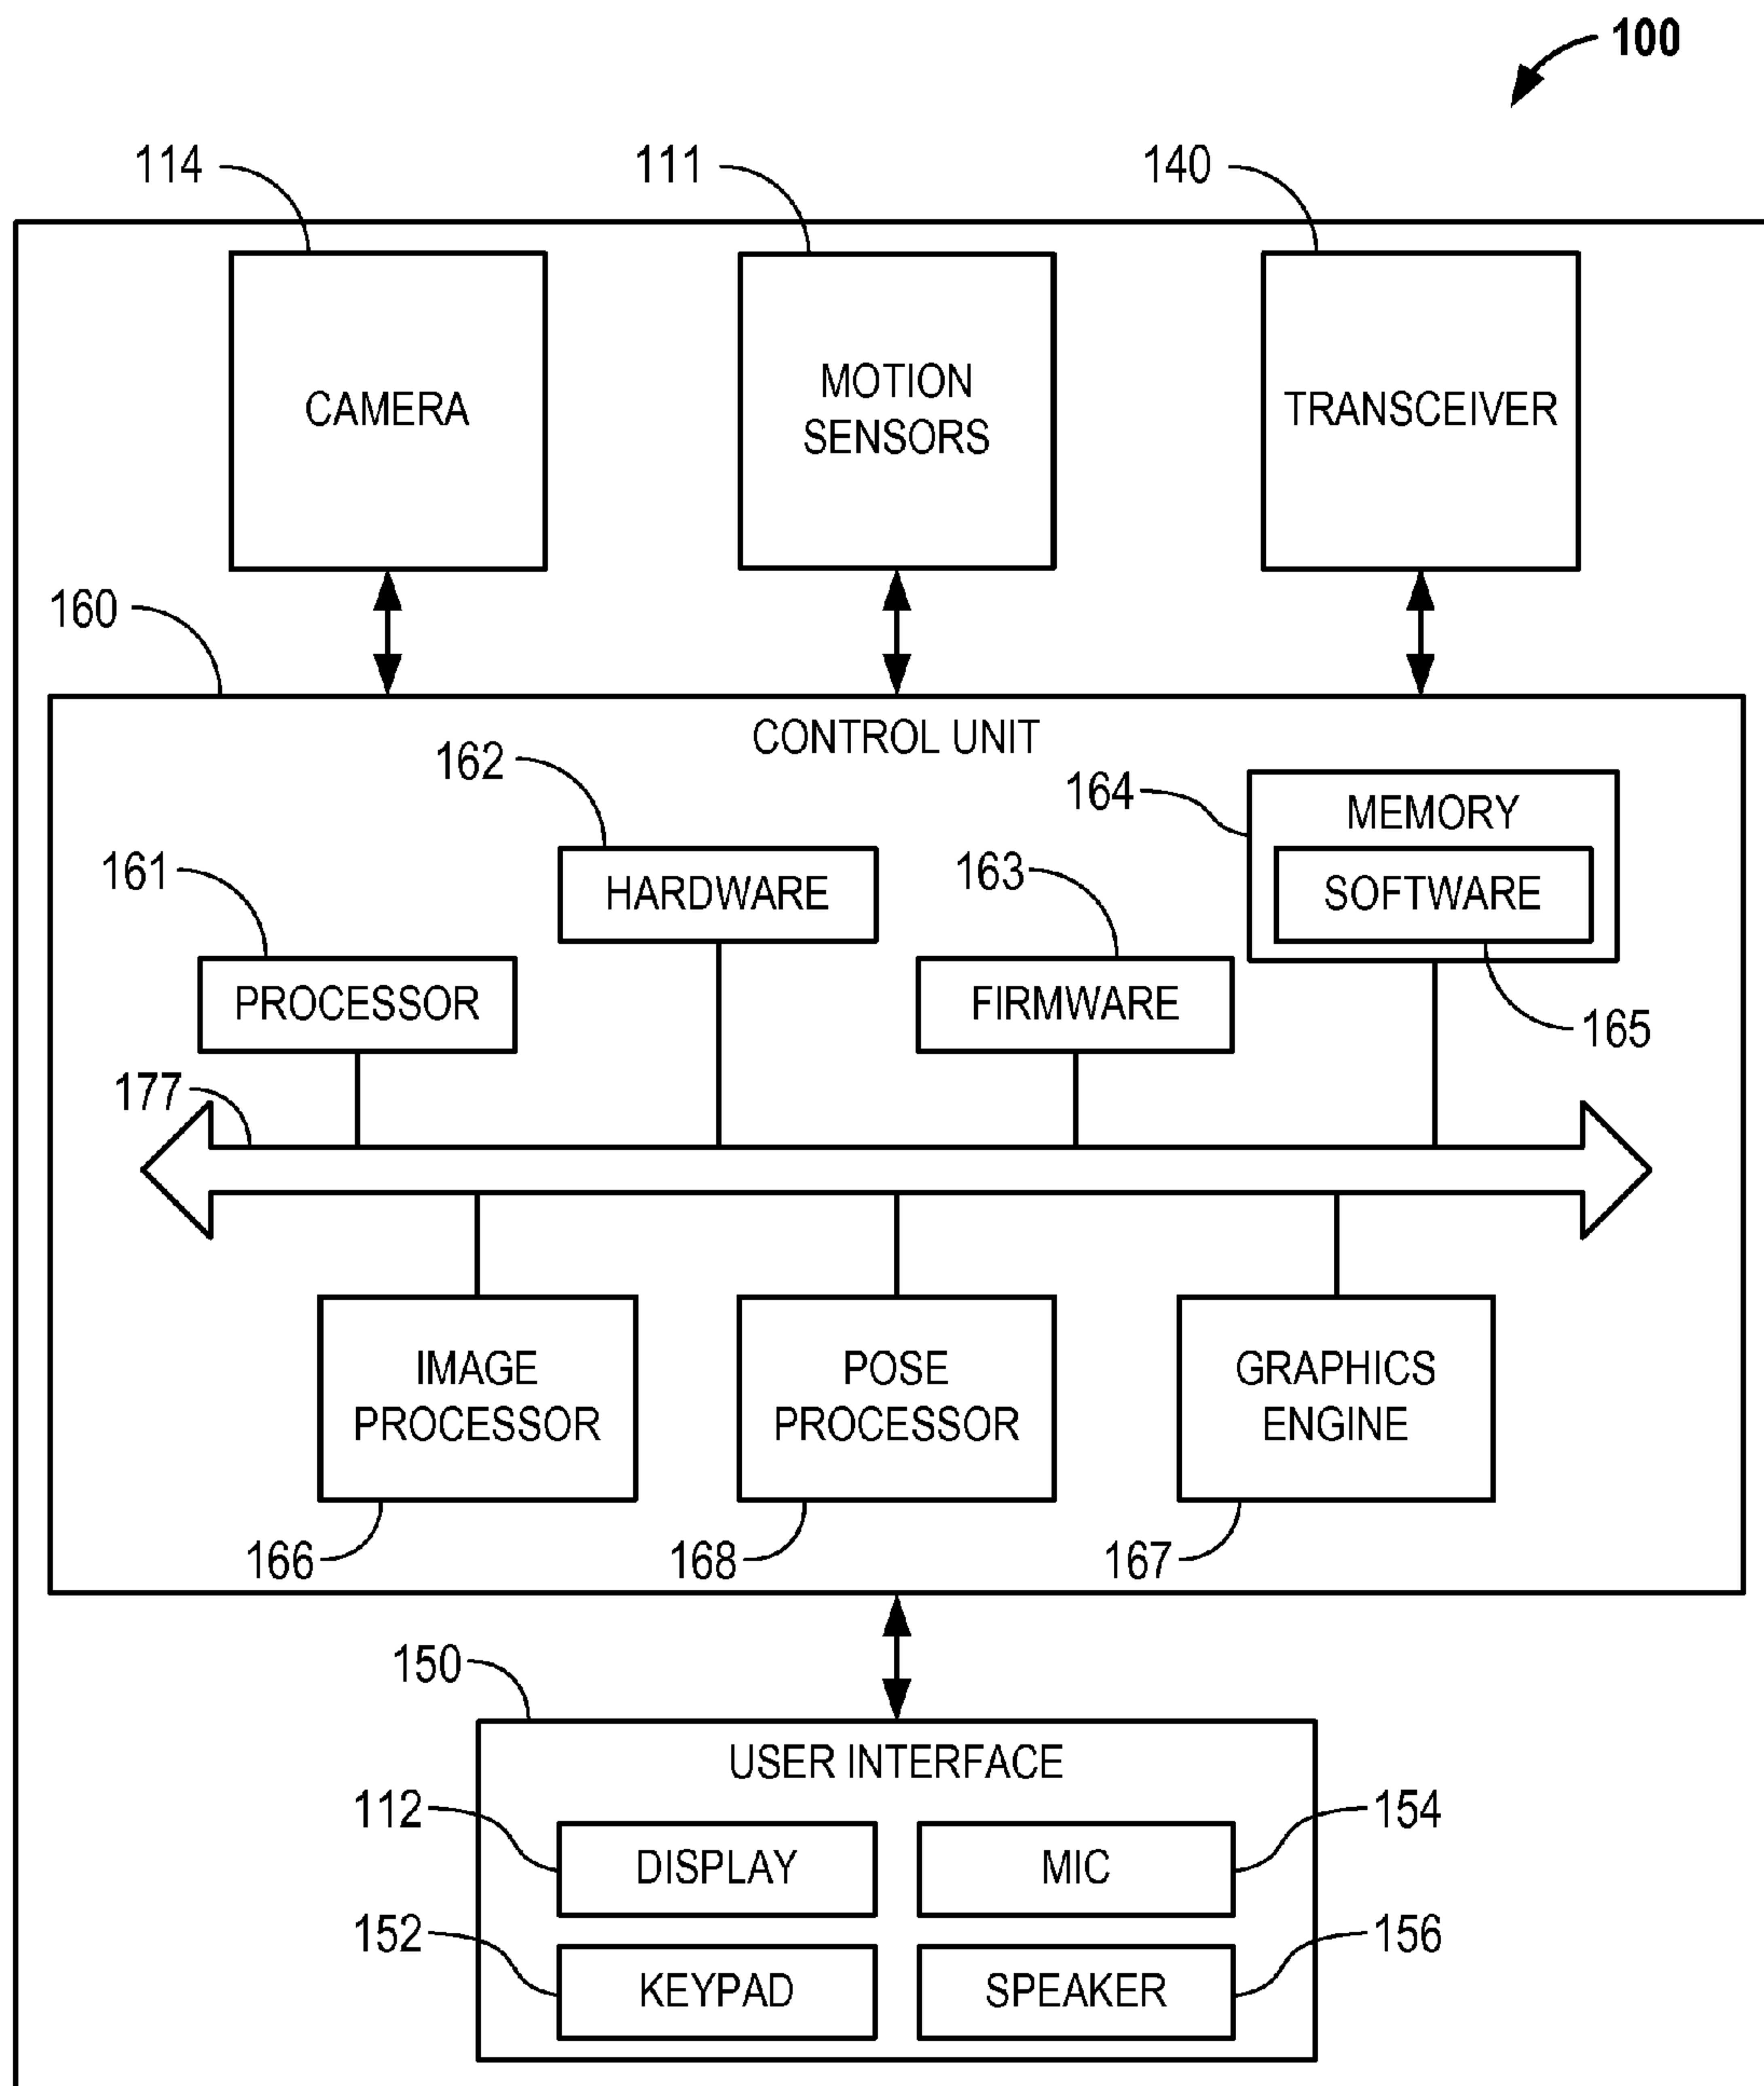 100
114
111
140
CAMERA
MOTION
SENSORS
TRANSCEIVER
160
CONTROL UNIT
162
164
MEMORY
161
HARDWARE
163
SOFTWARE
PROCESSOR
FIRMWARE
165
177
IMAGE
PROCESSOR
POSE
PROCESSOR
GRAPHICS
ENGINE
166
168
167
150
USER INTERFACE
112
DISPLAY
MIC
154
152
KEYPAD
SPEAKER
156